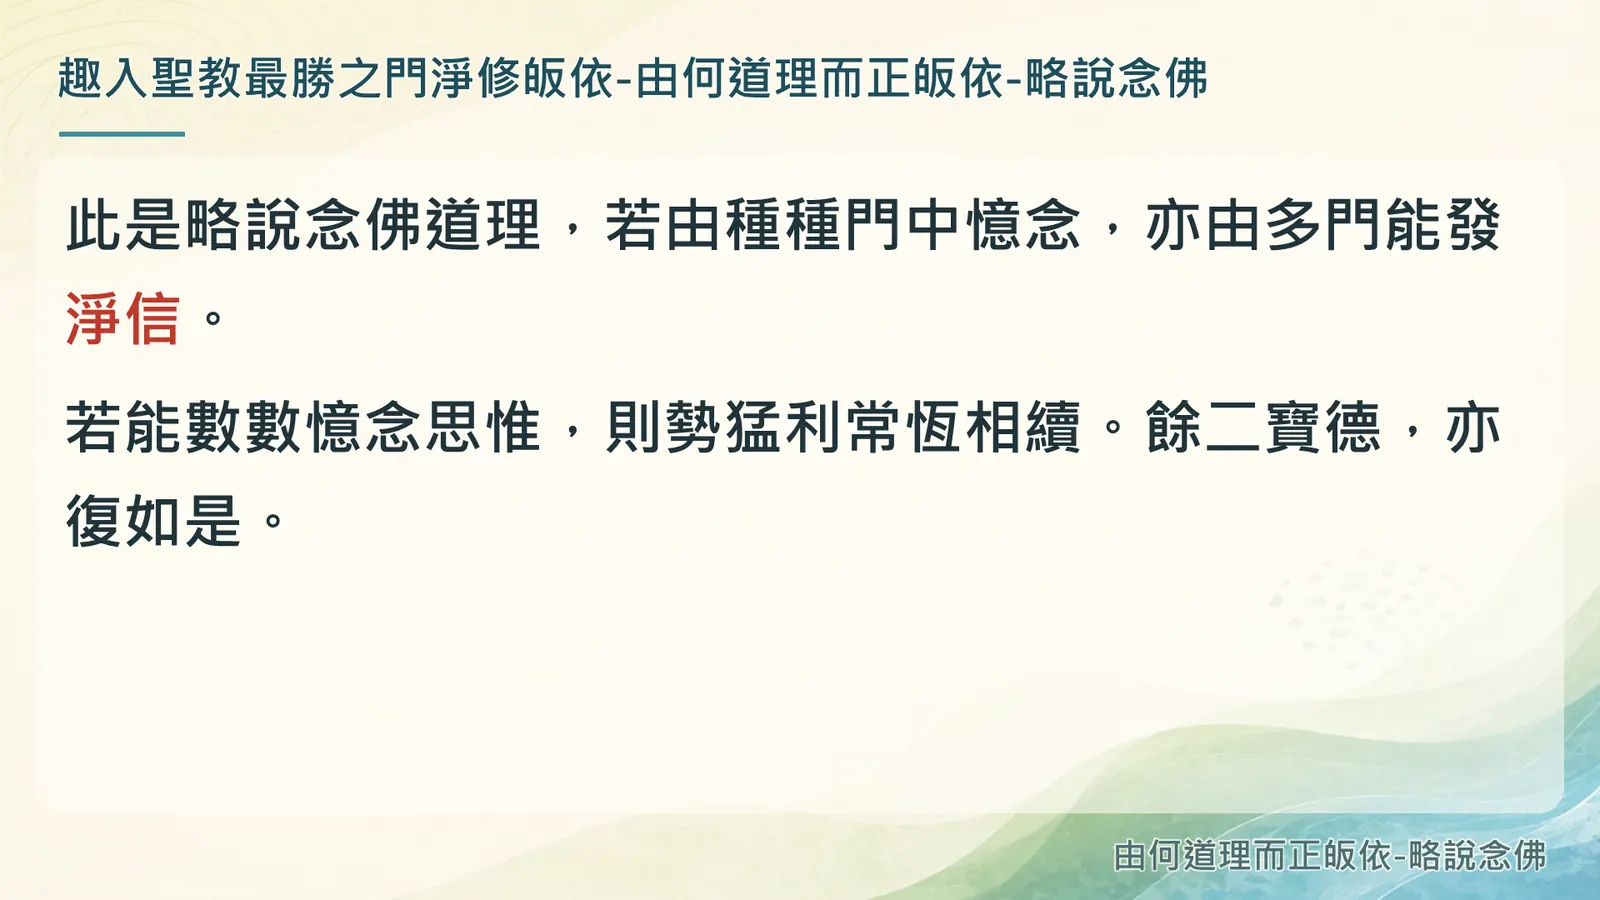 趣入聖教最勝之門淨修皈依-由何道理而正皈依-略說念佛
此是略說念佛道理，若由種種門中憶念，亦由多門能發
淨信。
若能數數憶念思惟，則勢猛利常恆相續。餘二寶德，亦
復如是。
由何道理而正皈依-略說念佛